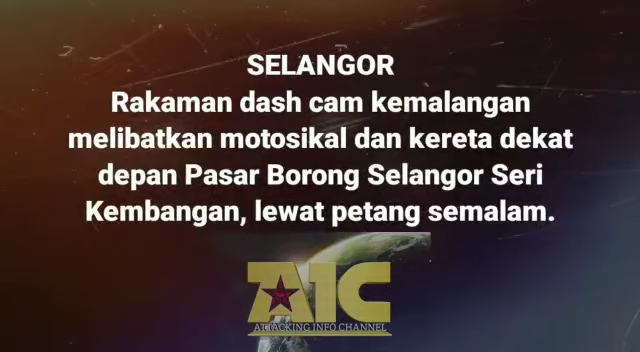 SELANGOR
Rakaman dash cam kemalangan
melibatkan motosikal dan kereta dekat
depan Pasar Borong Selangor Seri
Kembangan, lewat petang semalam.
AIC
ATTACKING INFO CHANNEL